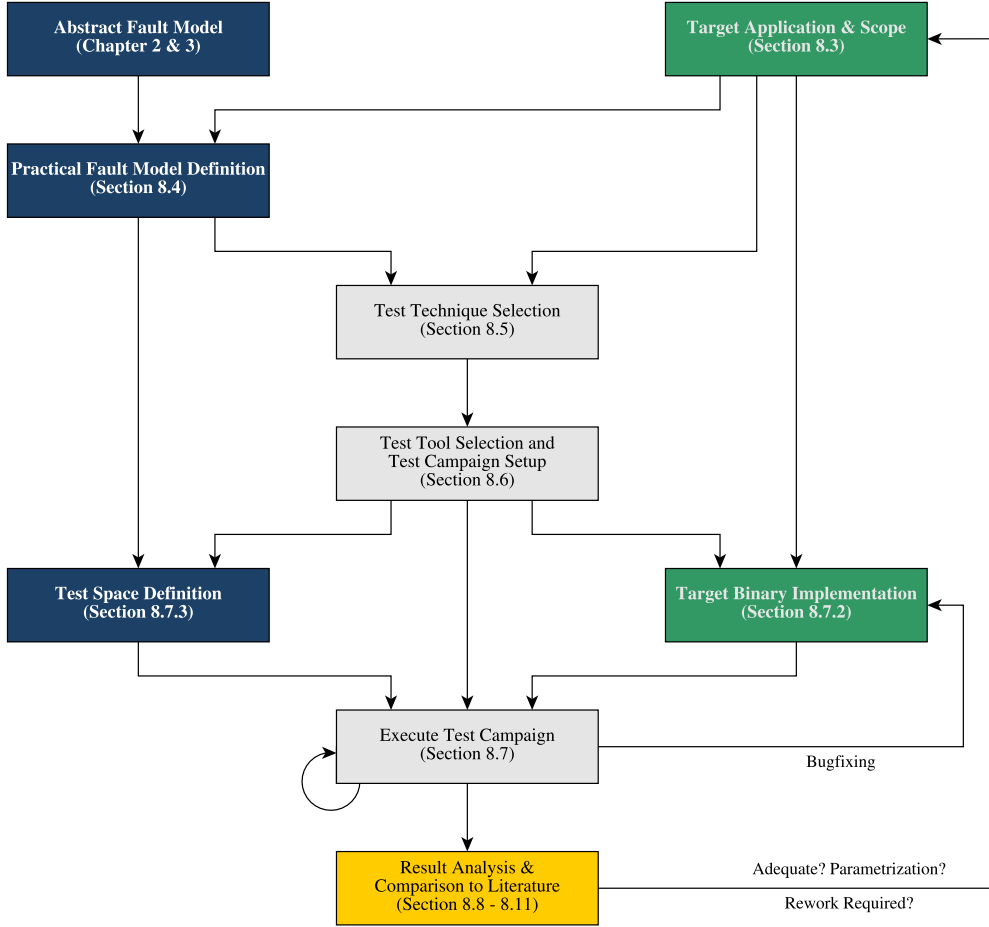 Abstract Fault Model
(Chapter 2 & 3)
Target Application & Scope
(Section 8.3)
Practical Fault Model Definition
(Section 8.4)
Test Technique Selection
(Section 8.5)
Test Tool Selection and
Test Campaign Setup
(Section 8.6)
Test Space Definition
(Section 8.7.3)
Target Binary Implementation
(Section 8.7.2)
Execute Test Campaign
(Section 8.7)
Bugfixing
Result Analysis &
Comparison to Literature
(Section 8.8 - 8.11)
Adequate? Parametrization?
Rework Required?